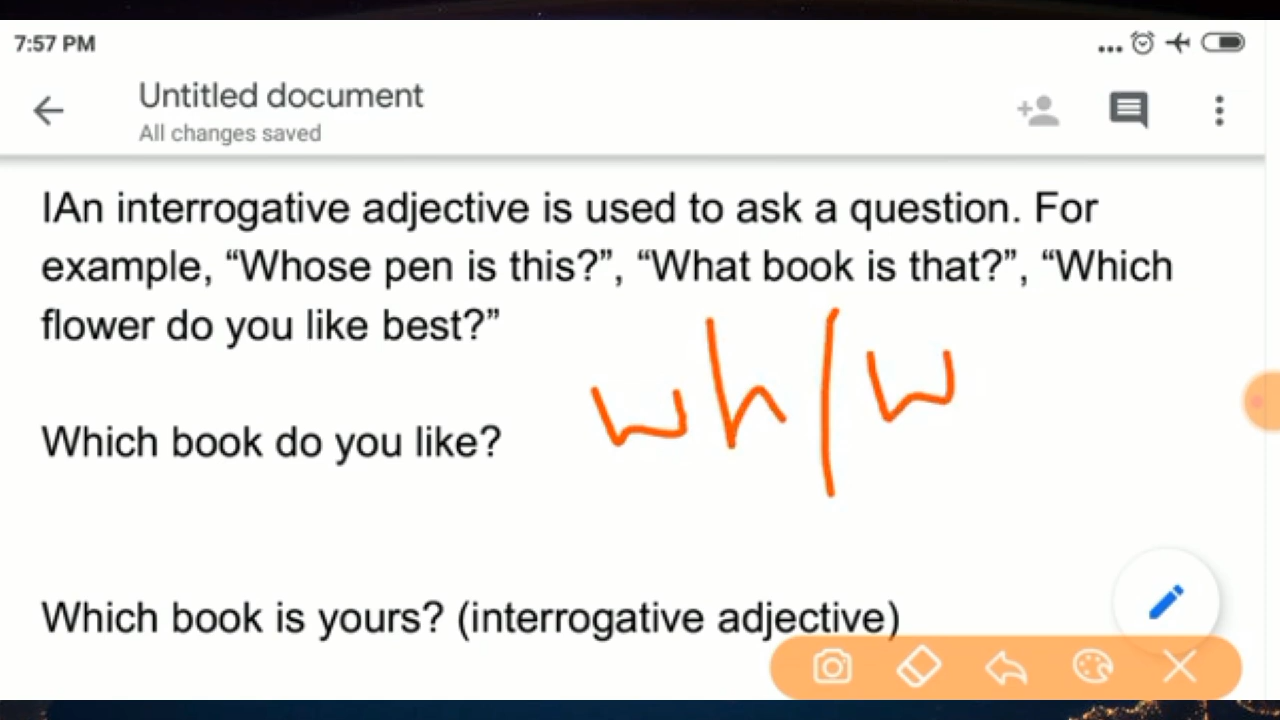 7:57 PM
Untitled document
All changes saved
IAn interrogative adjective is used to ask a question. For
example, “Whose pen is this?”, “What book is that?”, “Which
flower do you like best?”
wh/w
Which book do you like?
Which book is yours? (interrogative adjective)